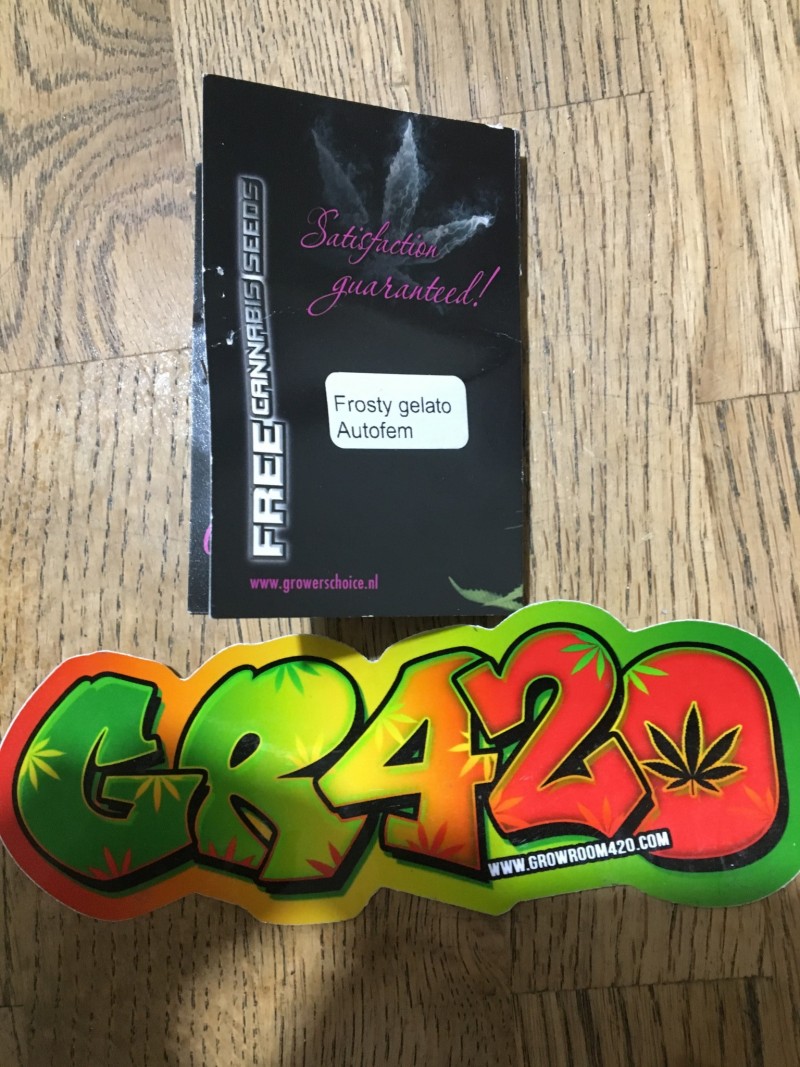 Satisfaction
guaranteed!
FREE CANNABIS SEEDS
Frosty gelato
Autofem
www.growerschoice.nl
GR420
WWW.GROWROOM420.COM